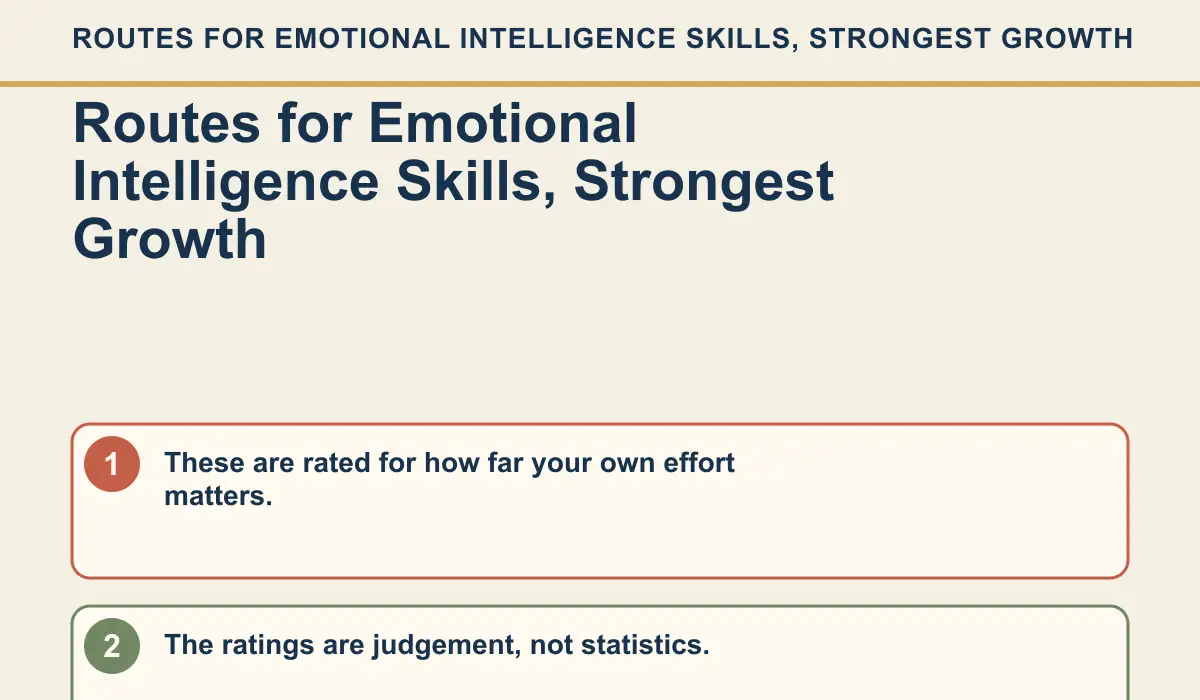 ROUTES FOR EMOTIONAL INTELLIGENCE SKILLS, STRONGEST GROWTH
Routes for Emotional
Intelligence Skills, Strongest
Growth
1
These are rated for how far your own effort
matters.
2
The ratings are judgement, not statistics.